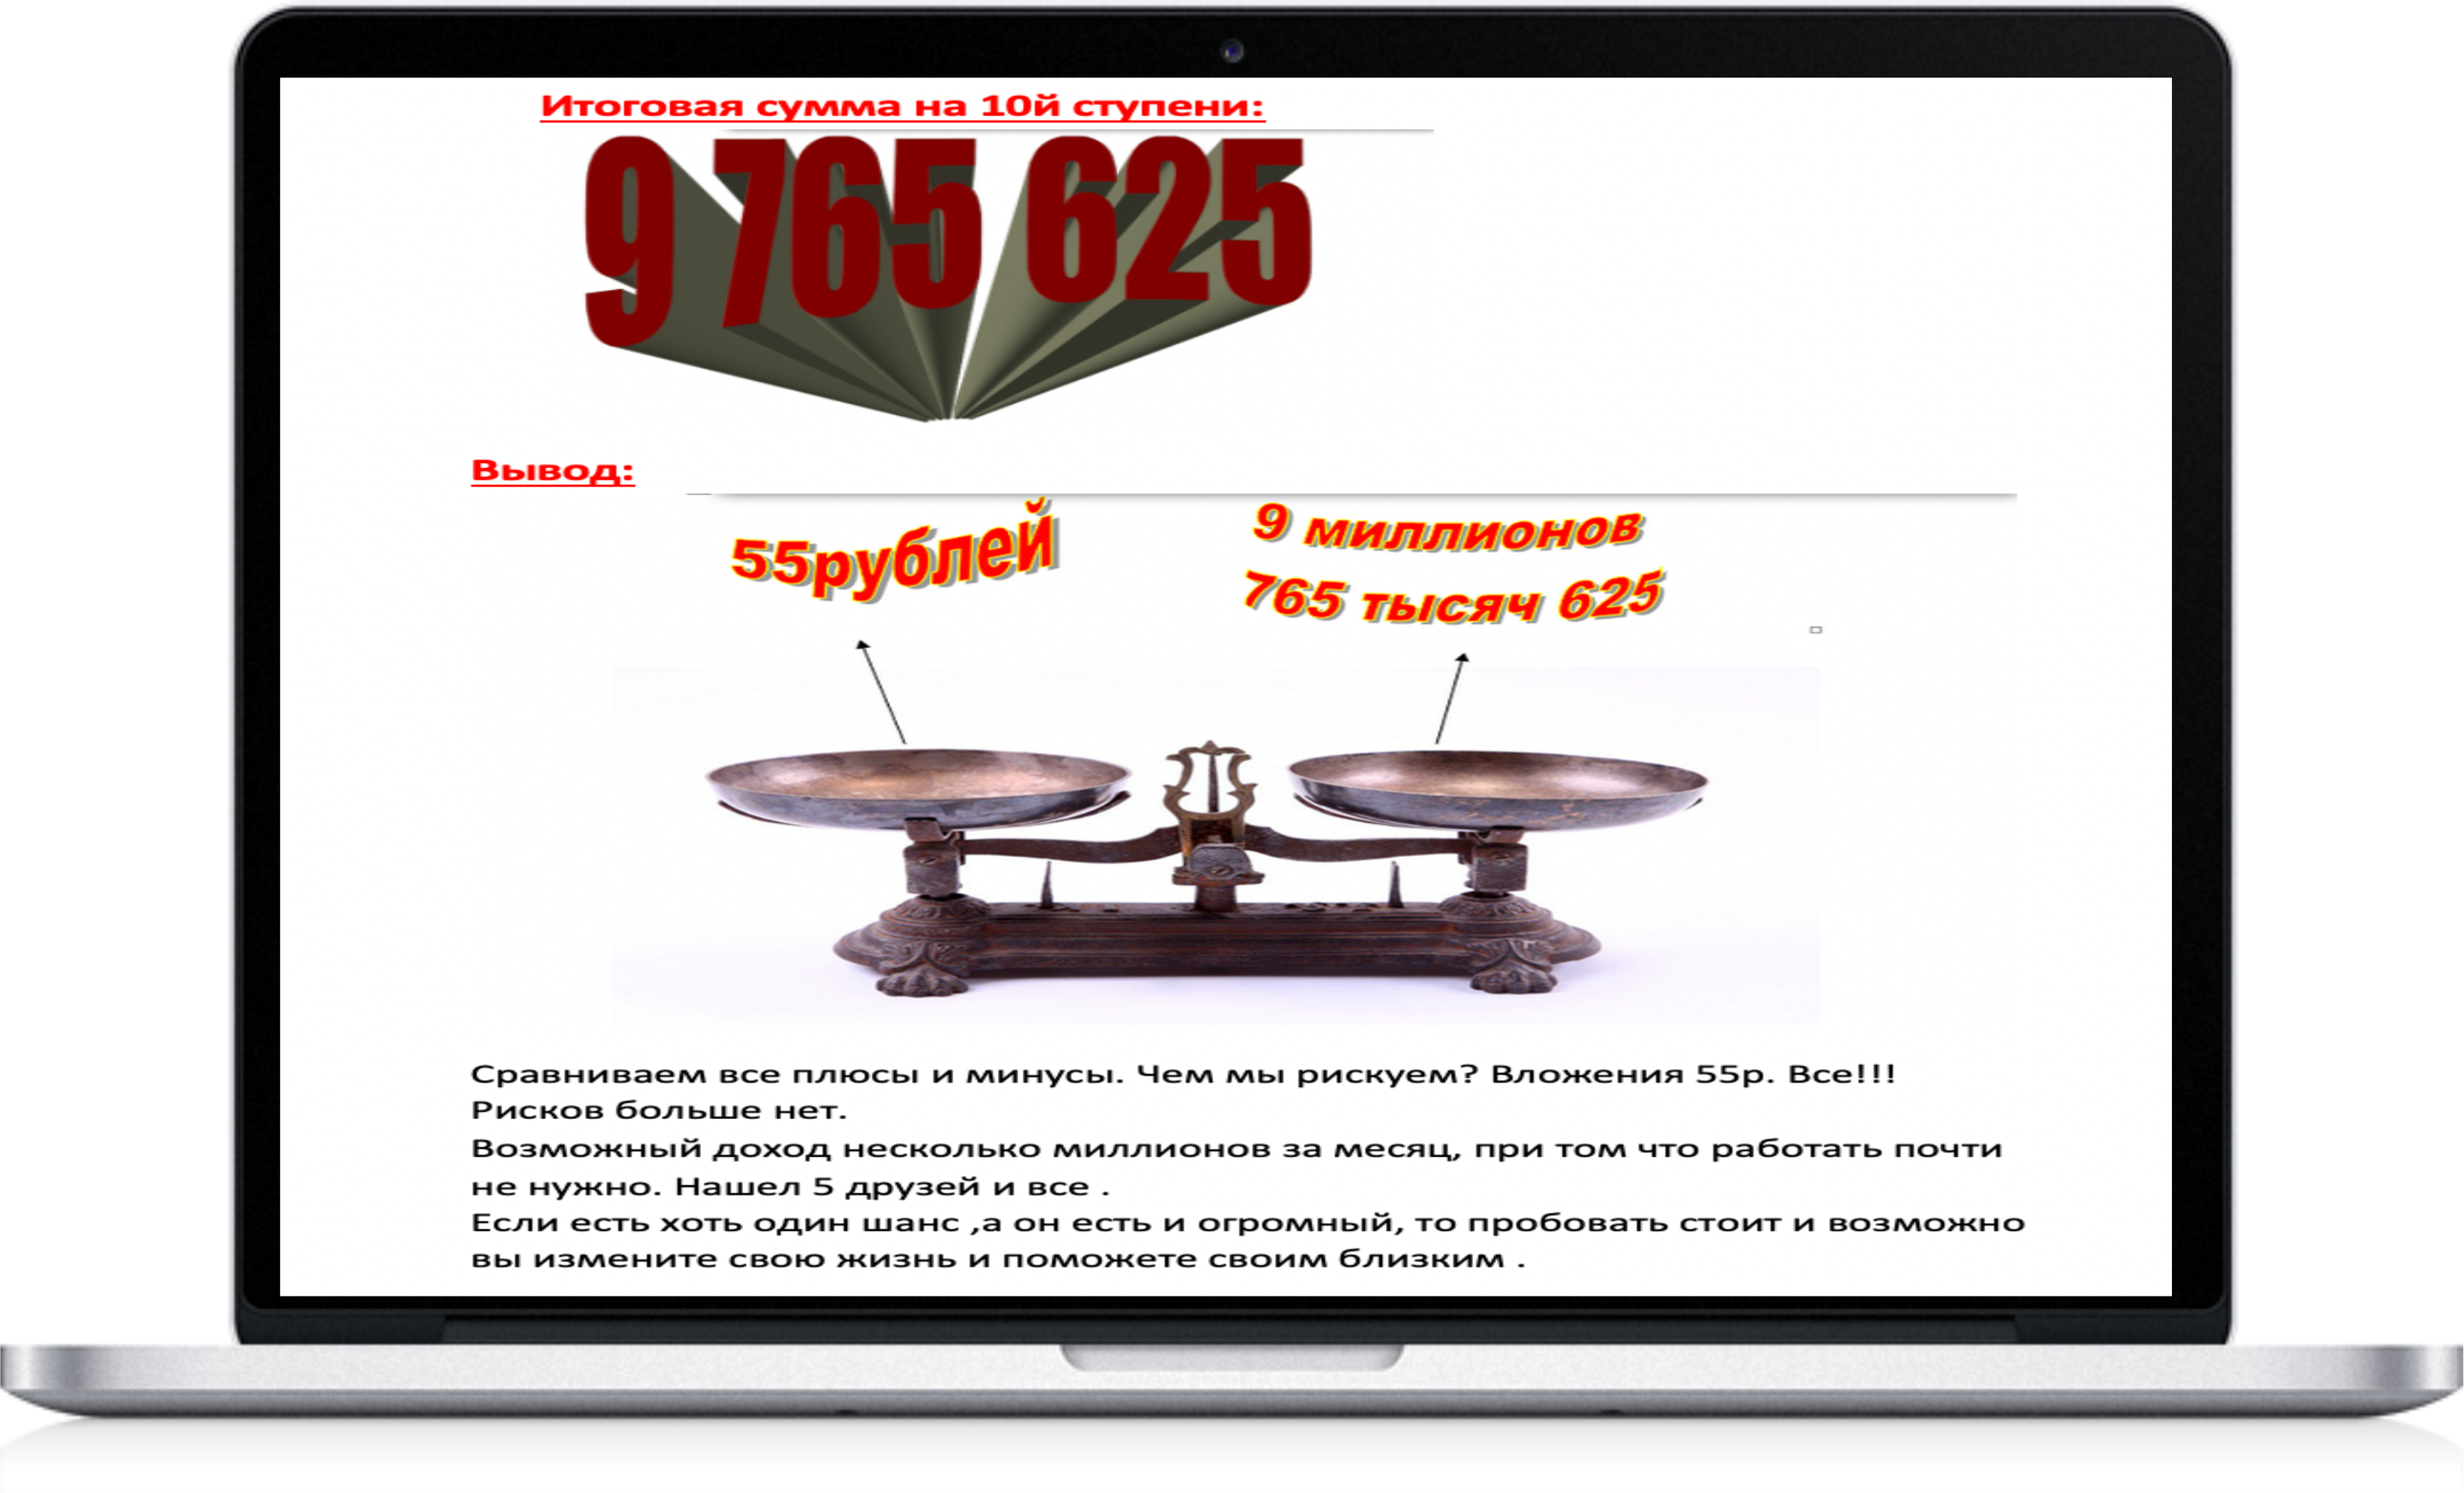 Итоговая сумма на 10й ступени:
9 765 625
Вывод:
55рублей
9 миллионов
765 тысяч 625
Сравниваем все плюсы и минусы. Чем мы рискуем? Вложения 55р. Все!!!
Рисков больше нет.
Возможный доход несколько миллионов за месяц, при том что работать почти
не нужно. Нашел 5 друзей и все .
Если есть хоть один шанс ,а он есть и огромный, то пробовать стоит и возможно
вы измените свою жизнь и поможете своим близким .